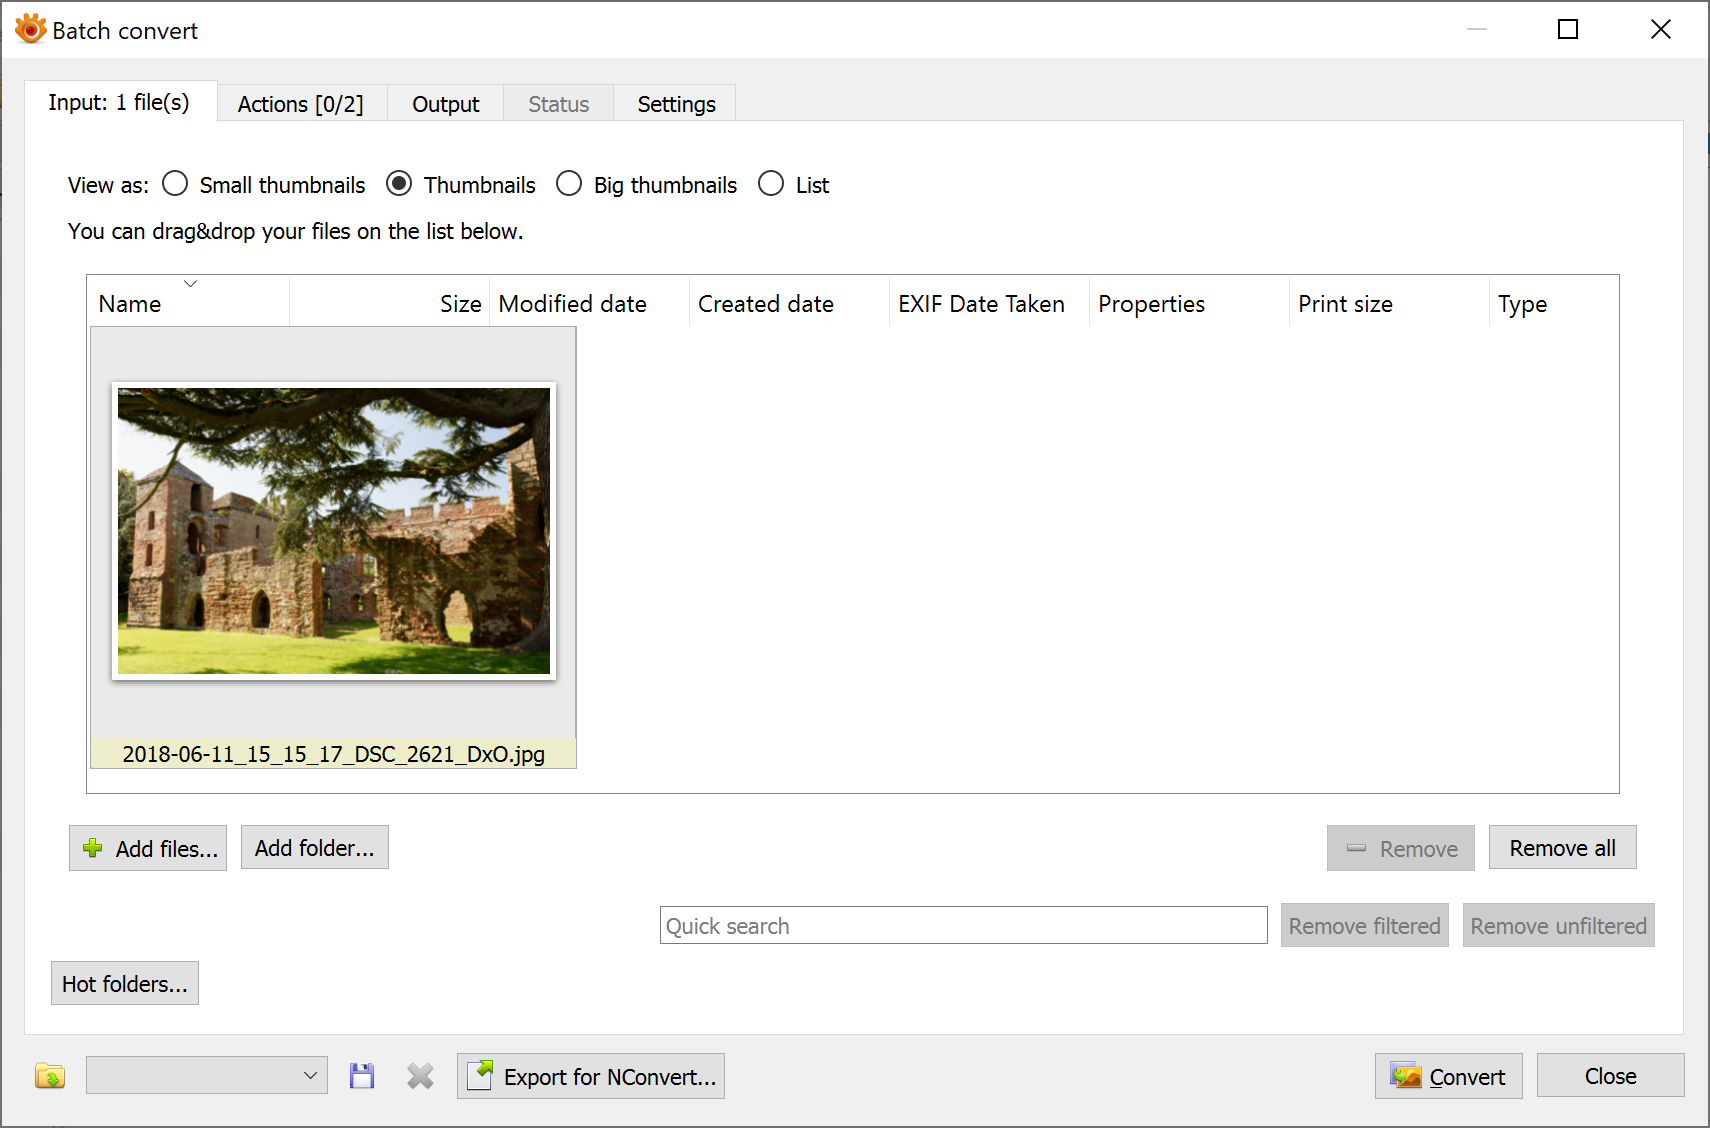 Batch convert
Input: 1 file(s) Actions [0/2] Output Status Settings
View as: Small thumbnails Thumbnails Big thumbnails List
You can drag&drop your files on the list below.
Name Size Modified date Created date EXIF Date Taken Properties Print size Type
2018-06-11_15_15_17_DSC_2621_DxO.jpg
Add files... Add folder... Remove Remove all
Quick search Remove filtered Remove unfiltered
Hot folders...
Export for NConvert... Convert Close